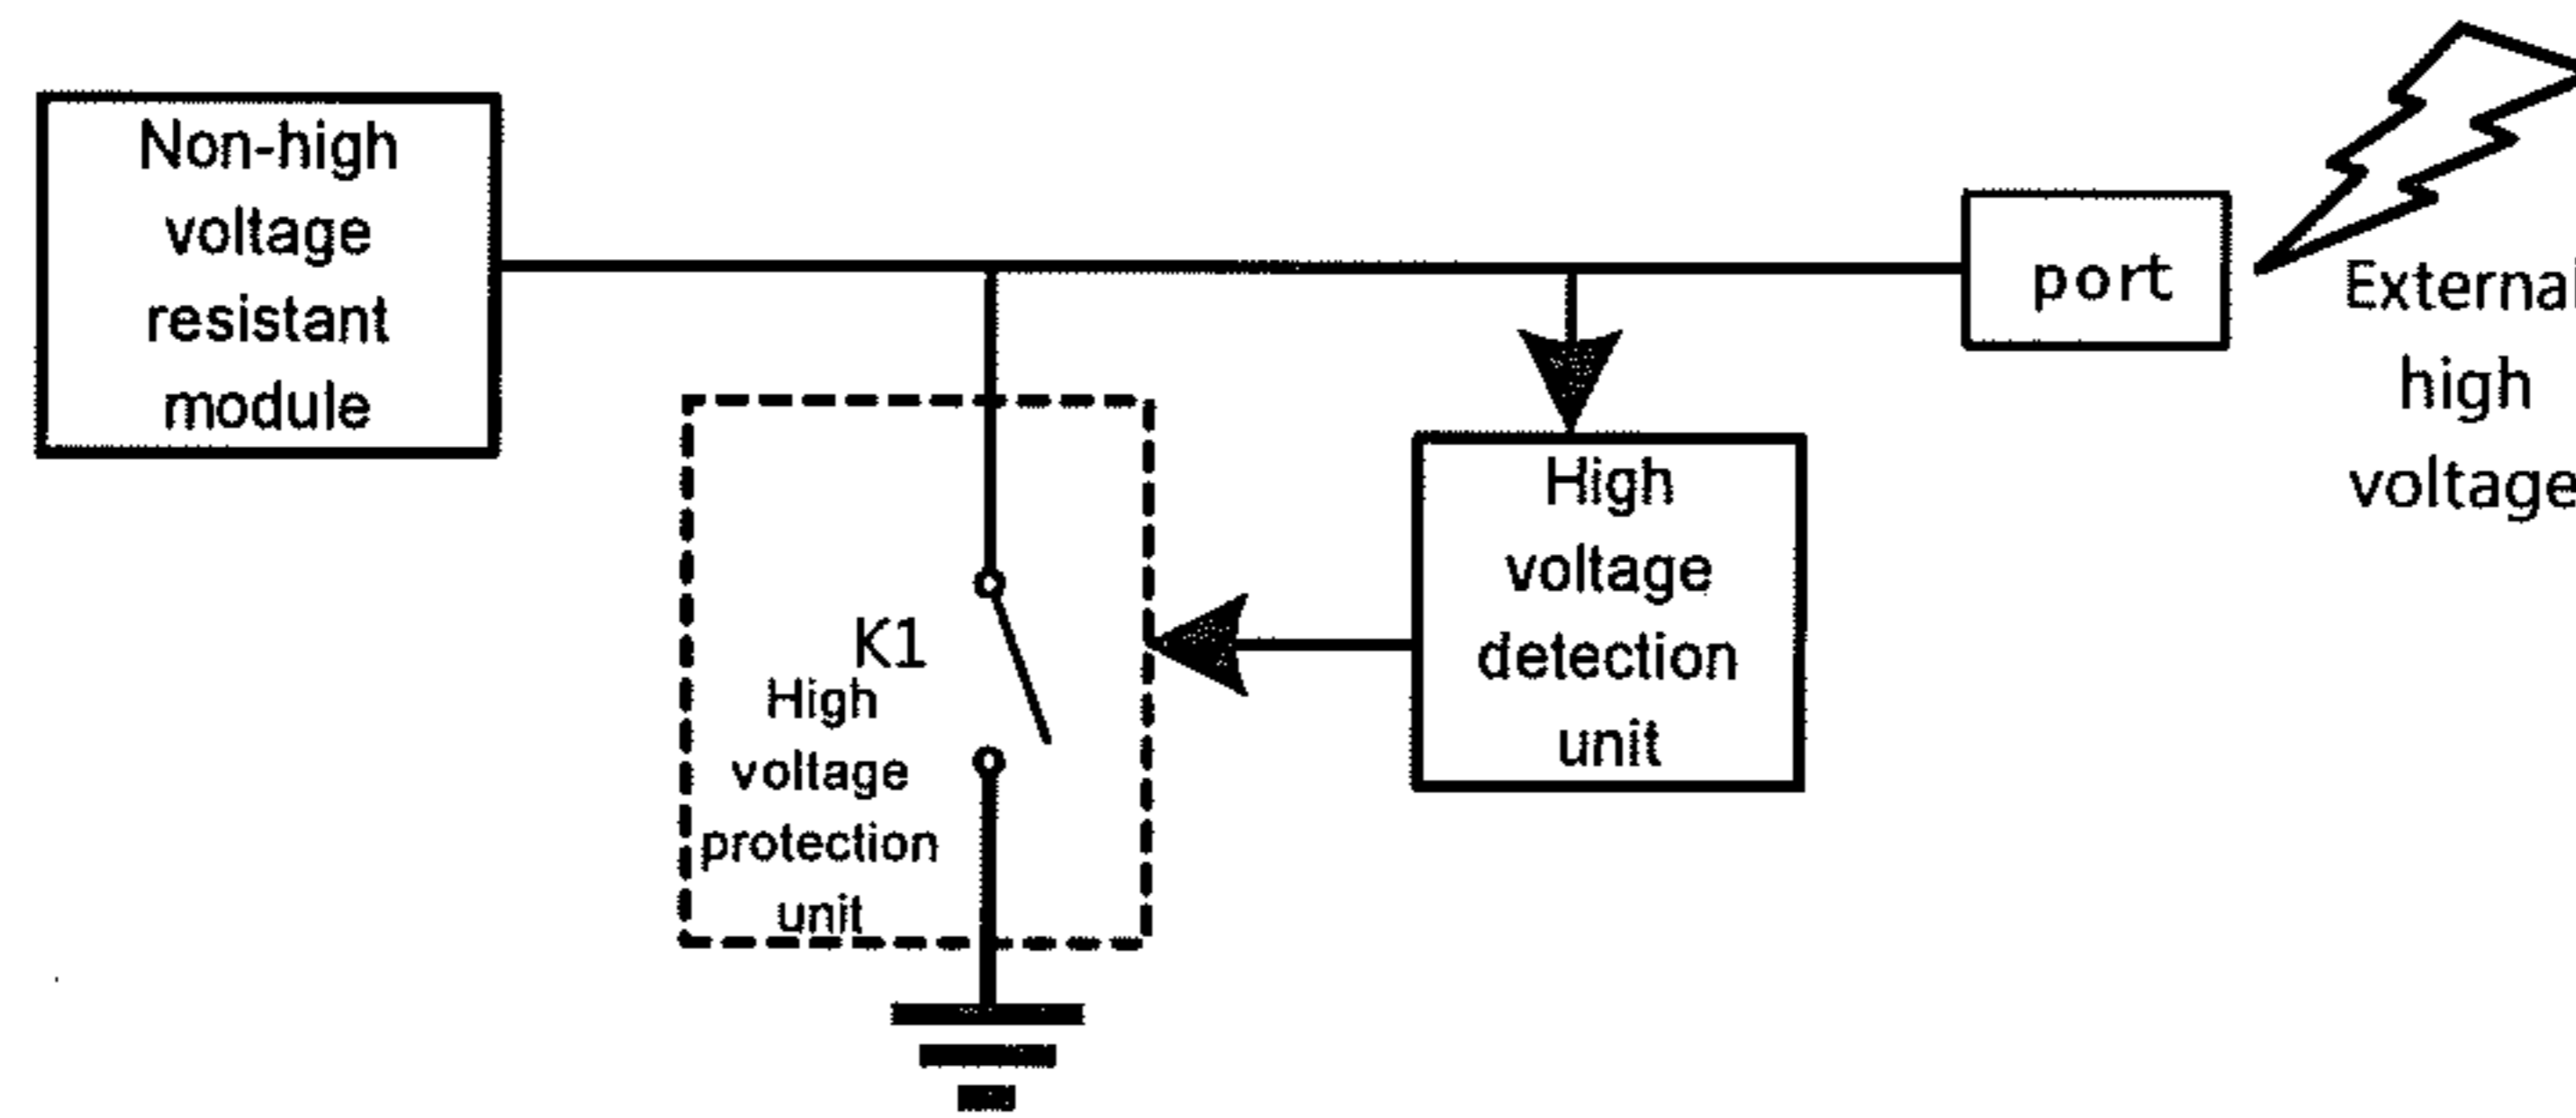 Non-high
voltage
resistant
module
port
External
high
voltage
High
voltage
detection
unit
K1
High
voltage
protection
unit